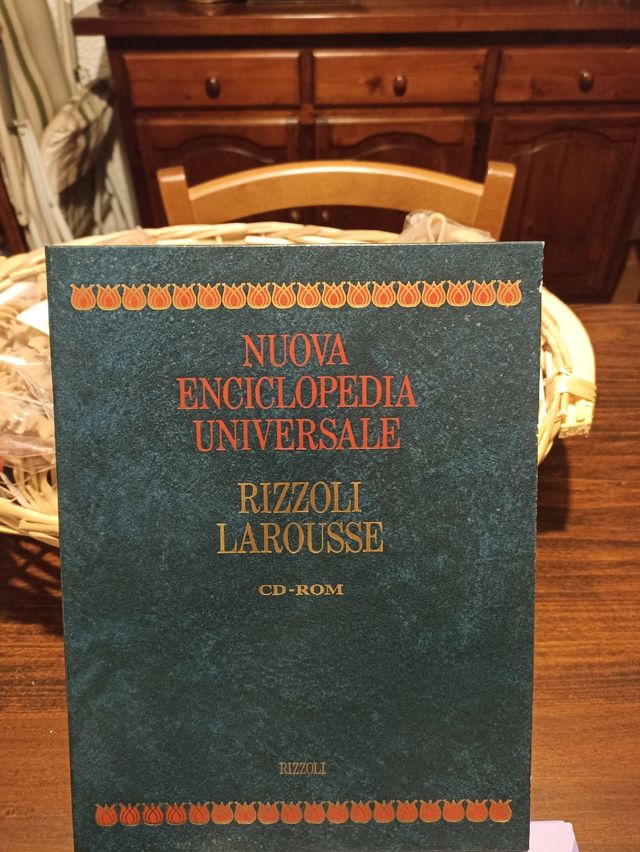 NUOVA
ENCICLOPEDIA
UNIVERSALE
RIZZOLI
LAROUSSE
CD-ROM
RIZZOLI